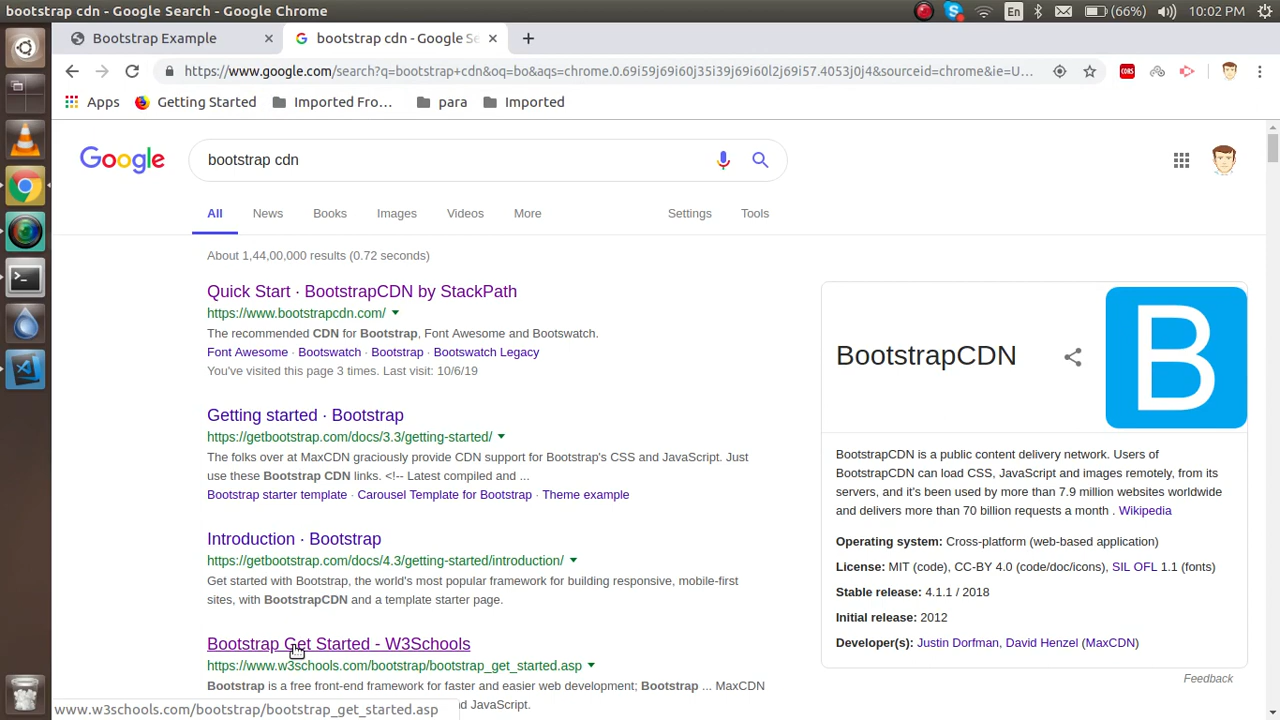 bootstrap cdn - Google Search - Google Chrome
En
(66%)
10:02 PM
Bootstrap Example
bootstrap cdn - Google Se
https://www.google.com/search?q=bootstrap+cdn&oq=bo&aqs=chrome.0.69i59j69i60j35i39j69i60l2j69i57.4053j0j4&sourceid=chrome&ie=U...
CORS
Apps
Getting Started
Imported Fro...
para
Imported
Google
bootstrap cdn
All
News
Books
Images
Videos
More
Settings
Tools
About 1,44,00,000 results (0.72 seconds)
Quick Start · BootstrapCDN by StackPath
https://www.bootstrapcdn.com/
The recommended CDN for Bootstrap, Font Awesome and Bootswatch.
Font Awesome · Bootswatch · Bootstrap · Bootswatch Legacy
You've visited this page 3 times. Last visit: 10/6/19
Getting started · Bootstrap
https://getbootstrap.com/docs/3.3/getting-started/
The folks over at MaxCDN graciously provide CDN support for Bootstrap's CSS and JavaScript. Just
use these Bootstrap CDN links. <!-- Latest compiled and ...
Bootstrap starter template · Carousel Template for Bootstrap · Theme example
Introduction · Bootstrap
https://getbootstrap.com/docs/4.3/getting-started/introduction/
Get started with Bootstrap, the world's most popular framework for building responsive, mobile-first
sites, with BootstrapCDN and a template starter page.
Bootstrap Get Started - W3Schools
https://www.w3schools.com/bootstrap/bootstrap_get_started.asp
Bootstrap is a free front-end framework for faster and easier web development; Bootstrap ... MaxCDN
d JavaScript.
www.w3schools.com/bootstrap/bootstrap_get_started.asp
B
BootstrapCDN
BootstrapCDN is a public content delivery network. Users of
BootstrapCDN can load CSS, JavaScript and images remotely, from its
servers, and it's been used by more than 7.9 million websites worldwide
and delivers more than 70 billion requests a month . Wikipedia
Operating system: Cross-platform (web-based application)
License: MIT (code), CC-BY 4.0 (code/doc/icons), SIL OFL 1.1 (fonts)
Stable release: 4.1.1 / 2018
Initial release: 2012
Developer(s): Justin Dorfman, David Henzel (MaxCDN)
Feedback